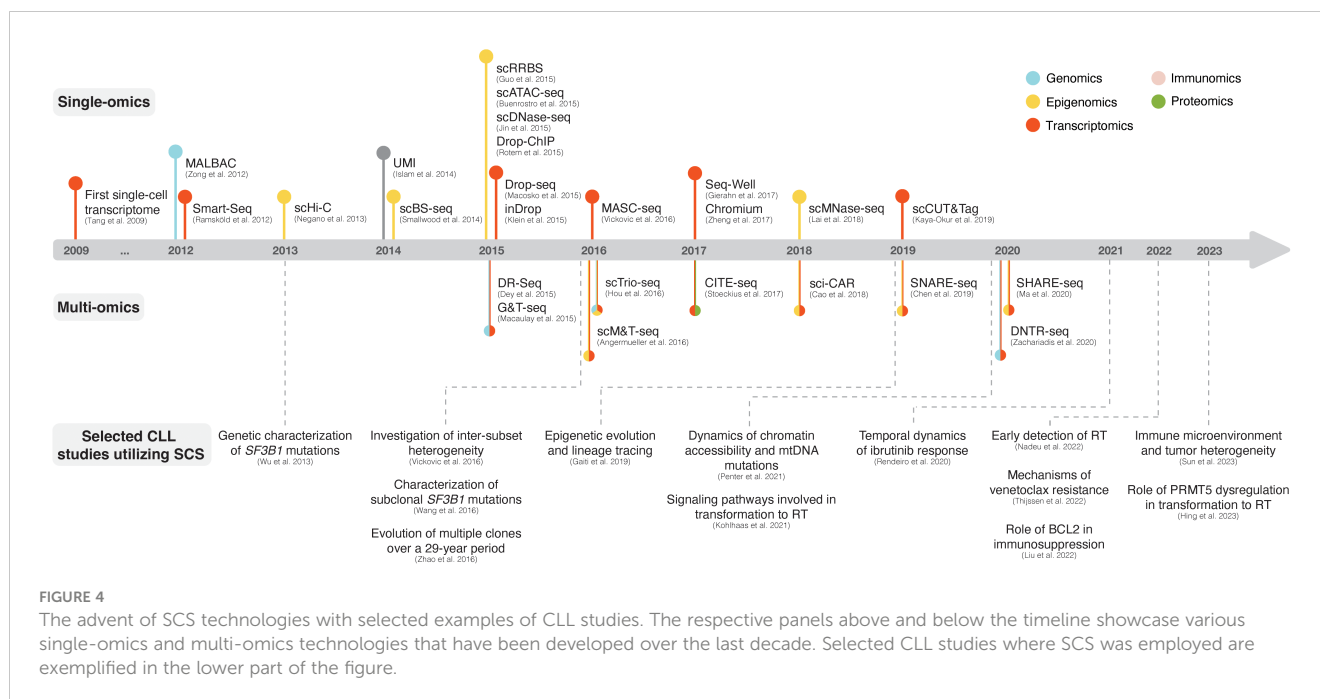 Single-omics
Genomics
Epigenomics
Transcriptomics
Immunomics
Proteomics
First single-cell
transcriptome
(Tang et al. 2009)
MALBAC
(Zong et al. 2012)
Smart-Seq
(Ramsköld et al. 2012)
scHi-C
(Negano et al. 2013)
UMI
(Islam et al. 2014)
scBS-seq
(Smallwood et al. 2014)
scRRBS
(Guo et al. 2015)
scATAC-seq
(Buenrostro et al. 2015)
scDNase-seq
(Jin et al. 2015)
Drop-ChIP
(Rotem et al. 2015)
Drop-seq
(Macosko et al. 2015)
inDrop
(Klein et al. 2015)
MASC-seq
(Vickovic et al. 2016)
Seq-Well
(Gierahn et al. 2017)
Chromium
(Zheng et al. 2017)
scMNase-seq
(Lai et al. 2018)
scCUT&Tag
(Kaya-Okur et al. 2019)
2009 ... 2012 2013 2014 2015 2016 2017 2018 2019 2020 2021 2022 2023
Multi-omics
DR-Seq
(Dey et al. 2015)
G&T-seq
(Macaulay et al. 2015)
scTrio-seq
(Hou et al. 2016)
scM&T-seq
(Angermueller et al. 2016)
CITE-seq
(Stoeckius et al. 2017)
sci-CAR
(Cao et al. 2018)
SNARE-seq
(Chen et al. 2019)
SHARE-seq
(Ma et al. 2020)
DNTR-seq
(Zachariadis et al. 2020)
Selected CLL
studies utilizing SCS
Genetic characterization
of SF3B1 mutations
(Wu et al. 2013)
Investigation of inter-subset
heterogeneity
(Vickovic et al. 2016)
Characterization of
subclonal SF3B1 mutations
(Wang et al. 2016)
Evolution of multiple clones
over a 29-year period
(Zhao et al. 2016)
Epigenetic evolution
and lineage tracing
(Gaiti et al. 2019)
Dynamics of chromatin
accessibility and mtDNA
mutations
(Penter et al. 2021)
Signaling pathways involved in
transformation to RT
(Kohlhaas et al. 2021)
Temporal dynamics
of ibrutinib response
(Rendeiro et al. 2020)
Early detection of RT
(Nadeu et al. 2022)
Mechanisms of
venetoclax resistance
(Thijssen et al. 2022)
Role of BCL2 in
immunosuppression
(Liu et al. 2022)
Immune microenvironment
and tumor heterogeneity
(Sun et al. 2023)
Role of PRMT5 dysregulation
in transformation to RT
(Hing et al. 2023)
FIGURE 4
The advent of SCS technologies with selected examples of CLL studies. The respective panels above and below the timeline showcase various
single-omics and multi-omics technologies that have been developed over the last decade. Selected CLL studies where SCS was employed are
exemplified in the lower part of the figure.